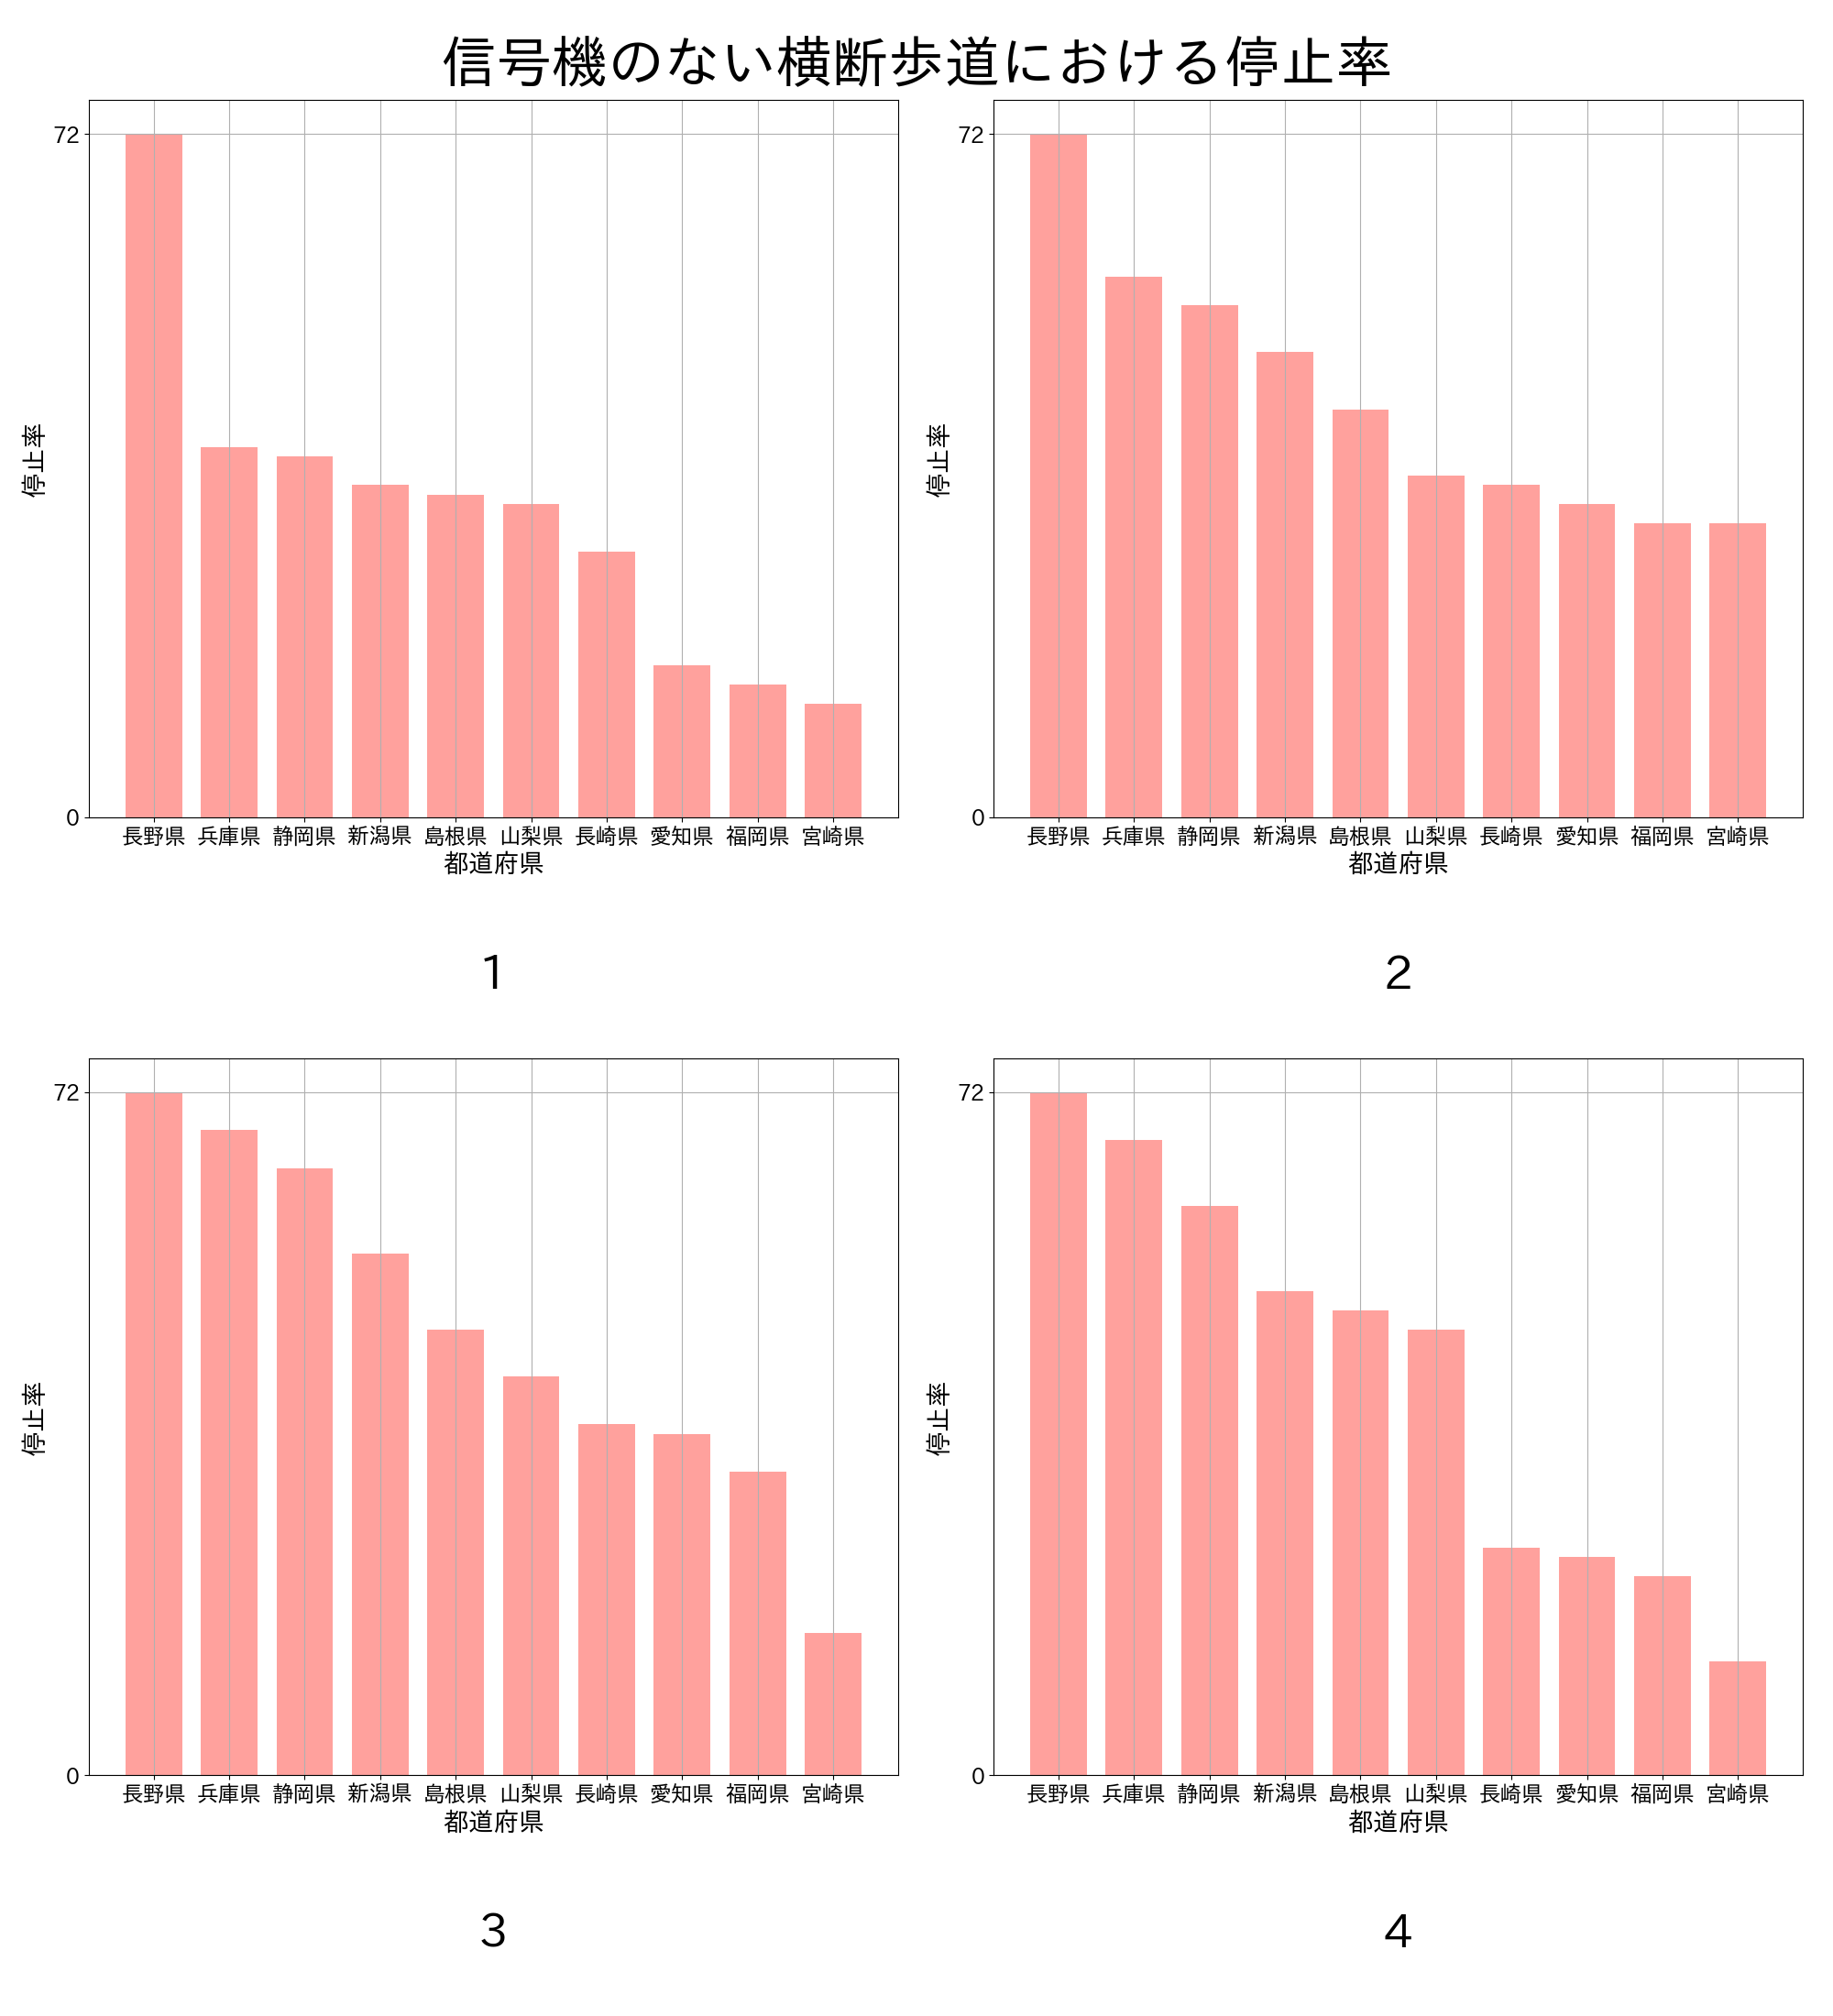 信号機のない横断歩道における停止率
72
0
停止率
長野県 兵庫県 静岡県 新潟県 島根県 山梨県 長崎県 愛知県 福岡県 宮崎県
都道府県
1
72
0
停止率
長野県 兵庫県 静岡県 新潟県 島根県 山梨県 長崎県 愛知県 福岡県 宮崎県
都道府県
2
72
0
停止率
長野県 兵庫県 静岡県 新潟県 島根県 山梨県 長崎県 愛知県 福岡県 宮崎県
都道府県
3
72
0
停止率
長野県 兵庫県 静岡県 新潟県 島根県 山梨県 長崎県 愛知県 福岡県 宮崎県
都道府県
4